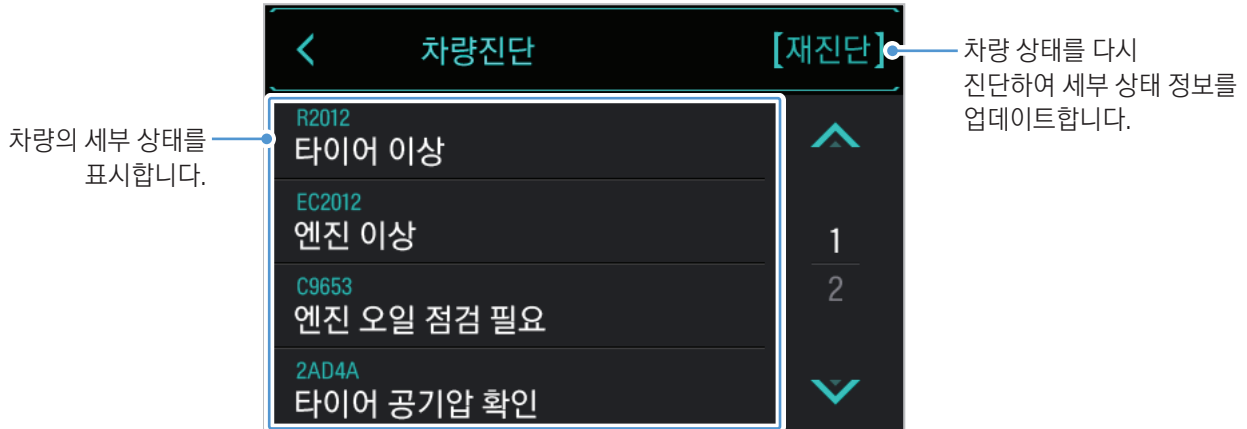 차량진단
[재진단]
차량 상태를 다시
진단하여 세부 상태 정보를
업데이트합니다.
차량의 세부 상태를
표시합니다.
R2012
타이어 이상
EC2012
엔진 이상
C9653
엔진 오일 점검 필요
2AD4A
타이어 공기압 확인
1
2